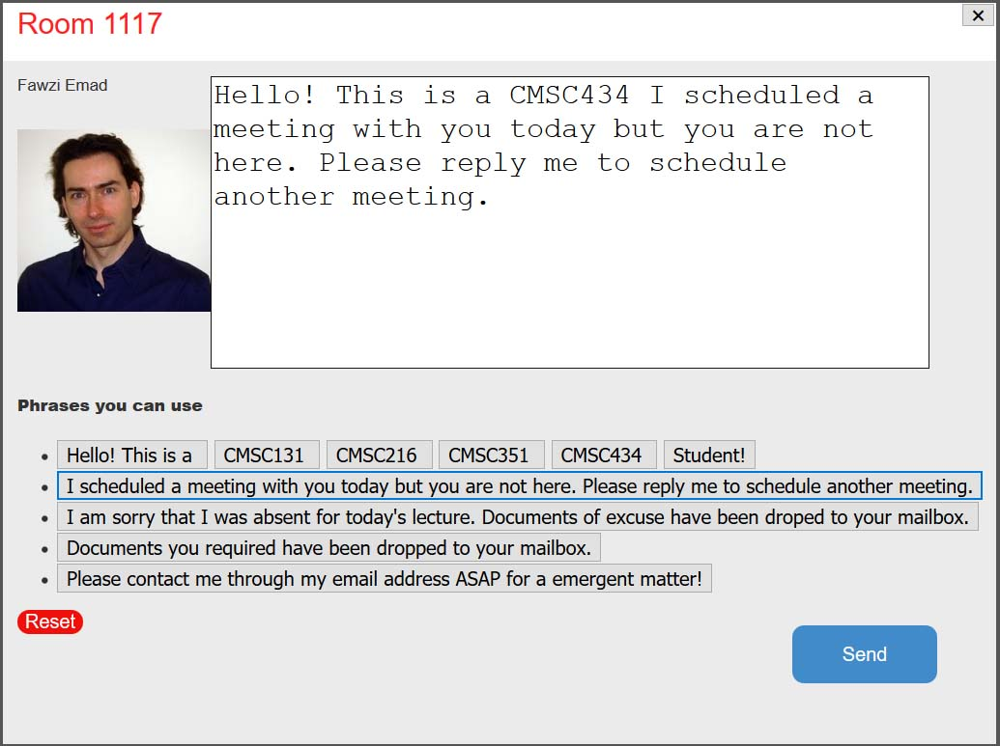 Room 1117
Fawzi Emad
Hello! This is a CMSC434 I scheduled a
meeting with you today but you are not
here. Please reply me to schedule
another meeting.
Phrases you can use
Hello! This is a CMSC131 CMSC216 CMSC351 CMSC434 Student!
I scheduled a meeting with you today but you are not here. Please reply me to schedule another meeting.
I am sorry that I was absent for today's lecture. Documents of excuse have been droped to your mailbox.
Documents you required have been dropped to your mailbox.
Please contact me through my email address ASAP for a emergent matter!
Reset
Send